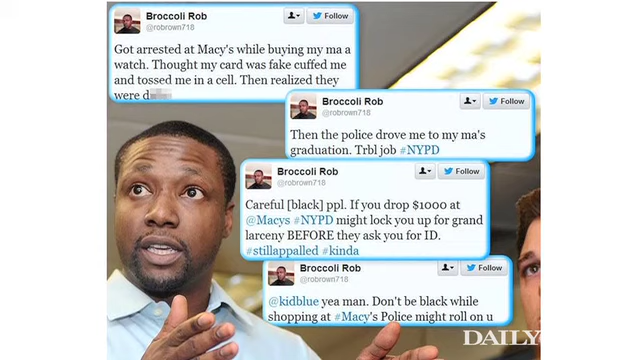 Broccoli Rob
@robrown718
Follow
Got arrested at Macy's while buying my ma a
watch. Thought my card was fake cuffed me
and tossed me in a cell. Then realized they
were d
Broccoli Rob
@robrown718
Follow
Then the police drove me to my ma's
graduation. Trbl job #NYPD
Broccoli Rob
@robrown718
Follow
Careful [black] ppl. If you drop $1000 at
@Macys #NYPD might lock you up for grand
larceny BEFORE they ask you for ID.
#stillappalled #kinda
Broccoli Rob
@robrown718
Follow
@kidblue yea man. Don't be black while
shopping at #Macy's Police might roll on u
DAILY